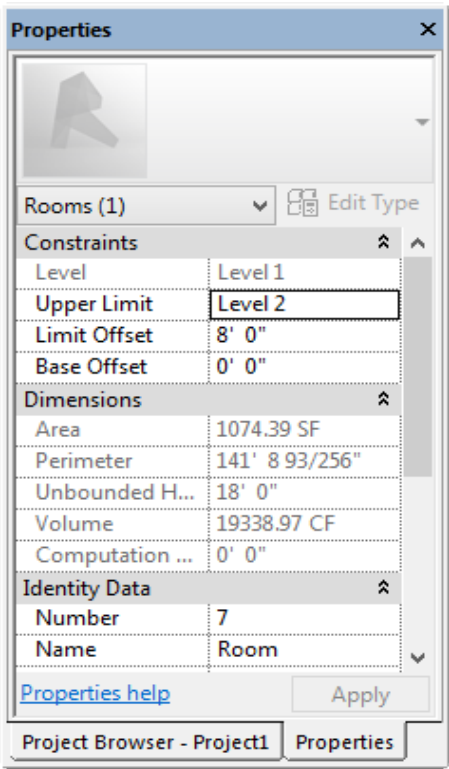 Properties
Rooms (1) Edit Type
Constraints
Level Level 1
Upper Limit Level 2
Limit Offset 8' 0"
Base Offset 0' 0"
Dimensions
Area 1074.39 SF
Perimeter 141' 8 93/256"
Unbounded H... 18' 0"
Volume 19338.97 CF
Computation ... 0' 0"
Identity Data
Number 7
Name Room
Properties help Apply
Project Browser - Project1 Properties